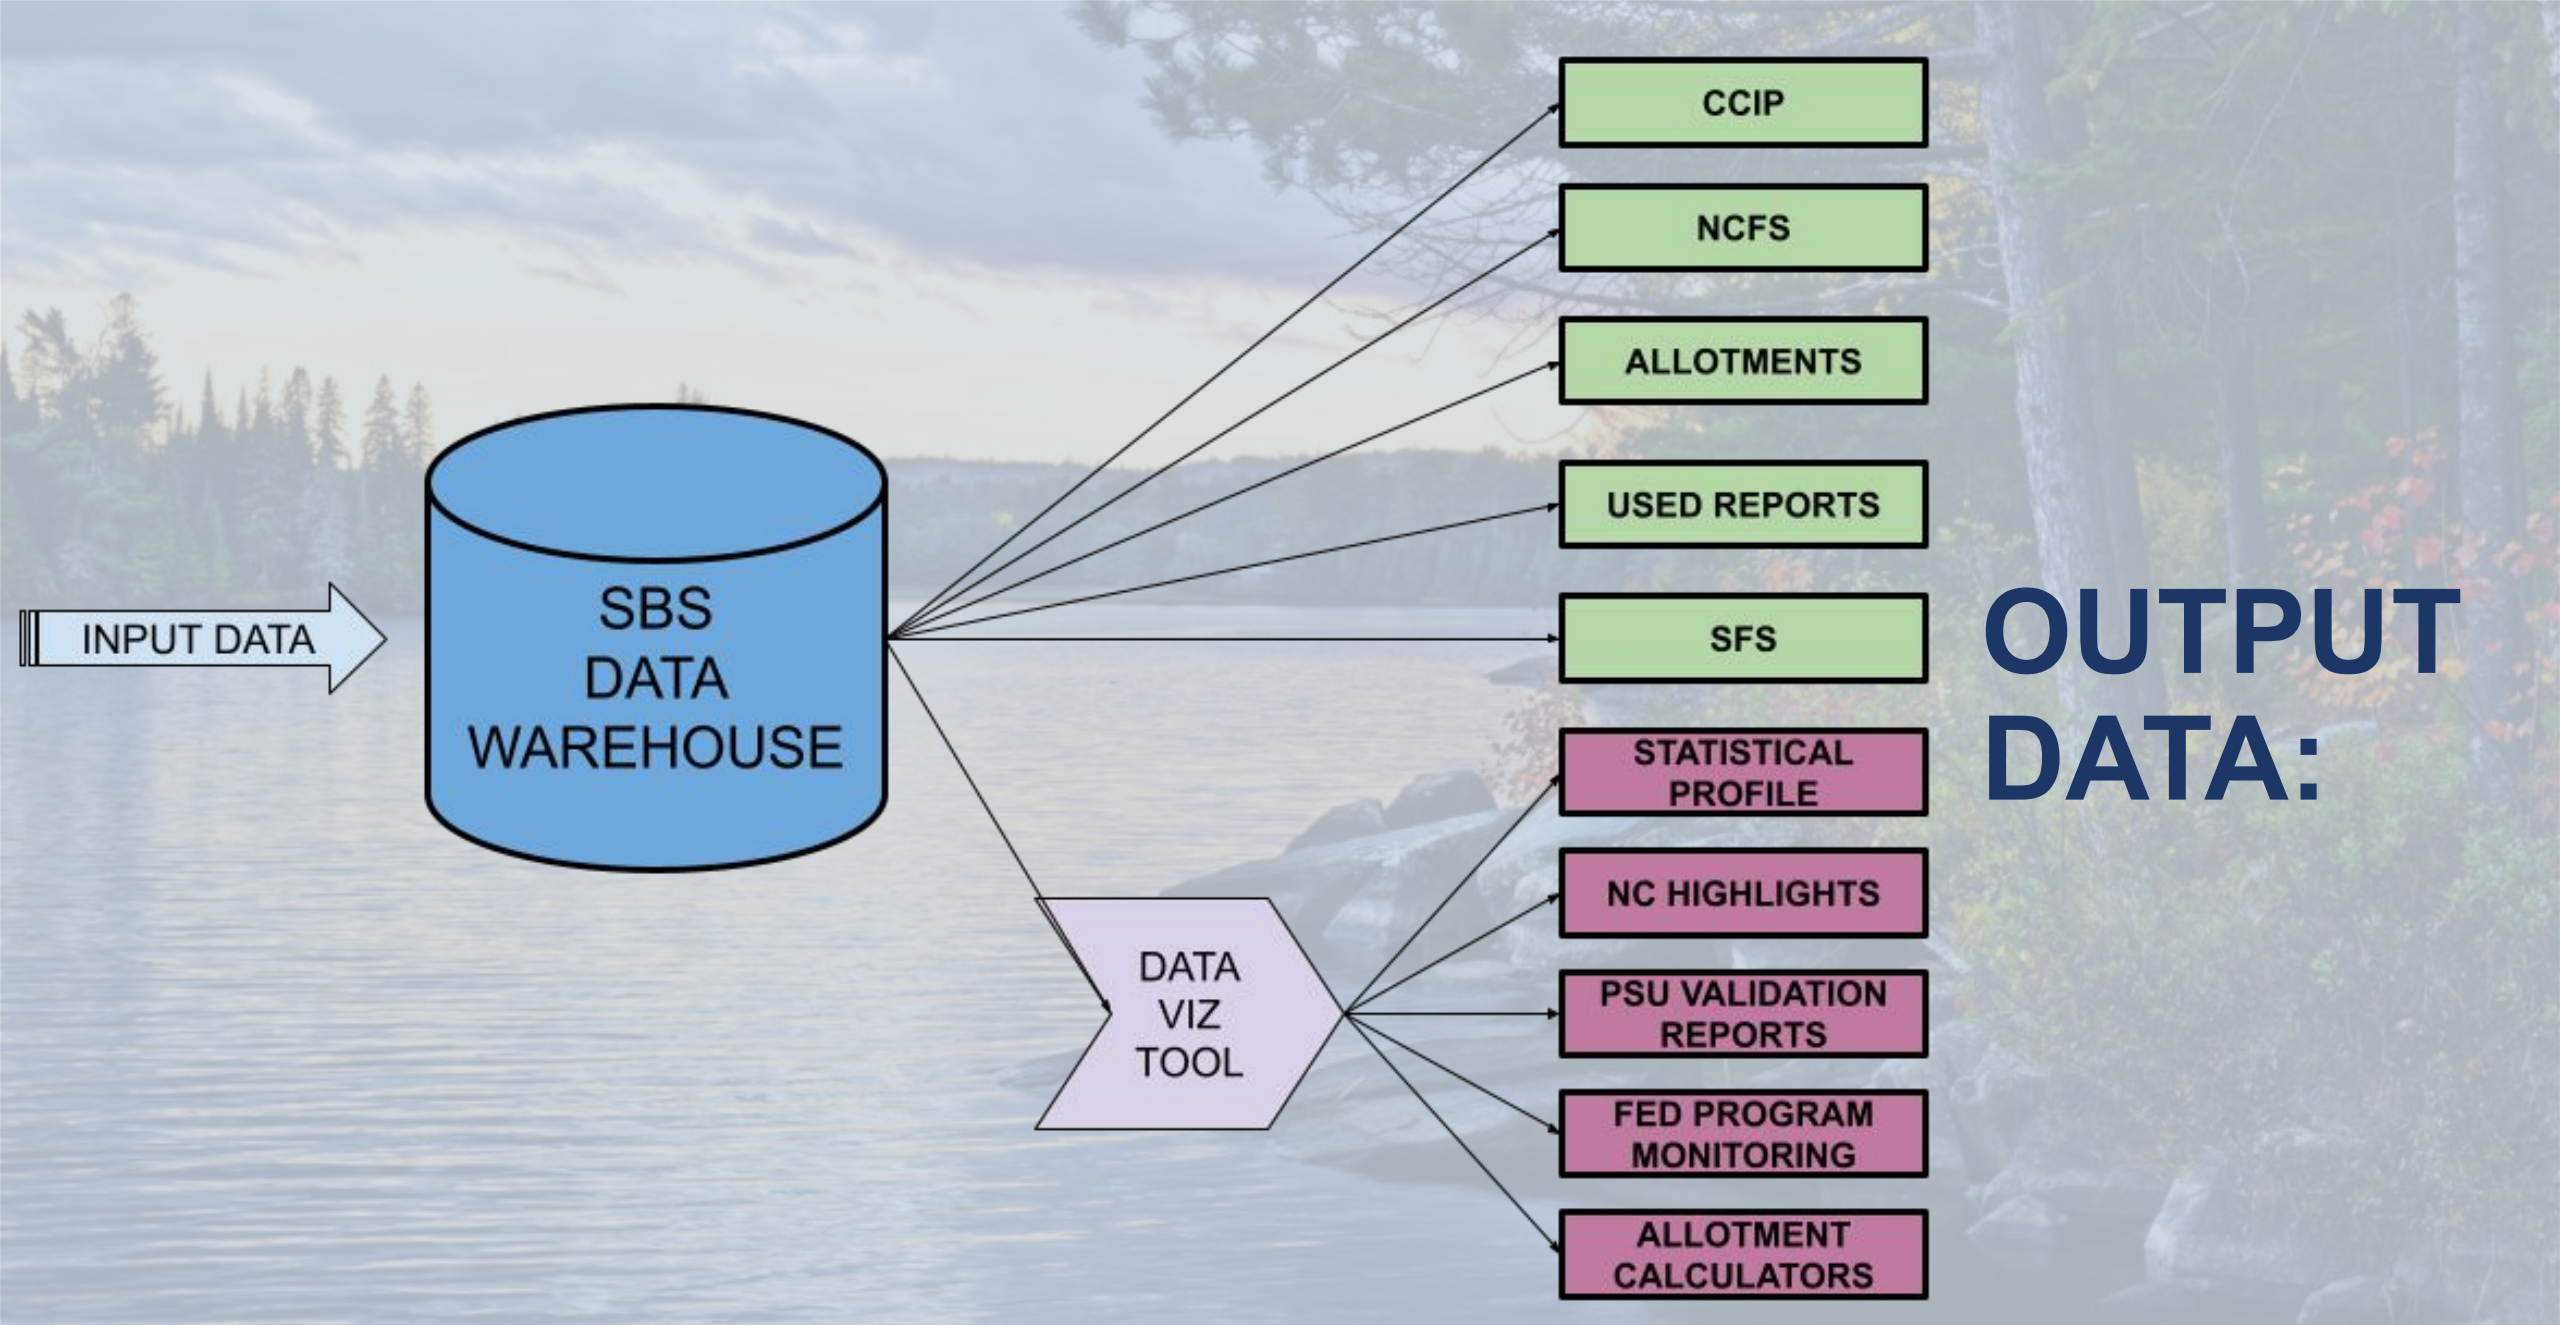 INPUT DATA
SBS
DATA
WAREHOUSE
DATA
VIZ
TOOL
CCIP
NCFS
ALLOTMENTS
USED REPORTS
SFS
STATISTICAL
PROFILE
NC HIGHLIGHTS
PSU VALIDATION
REPORTS
FED PROGRAM
MONITORING
ALLOTMENT
CALCULATORS
OUTPUT
DATA: